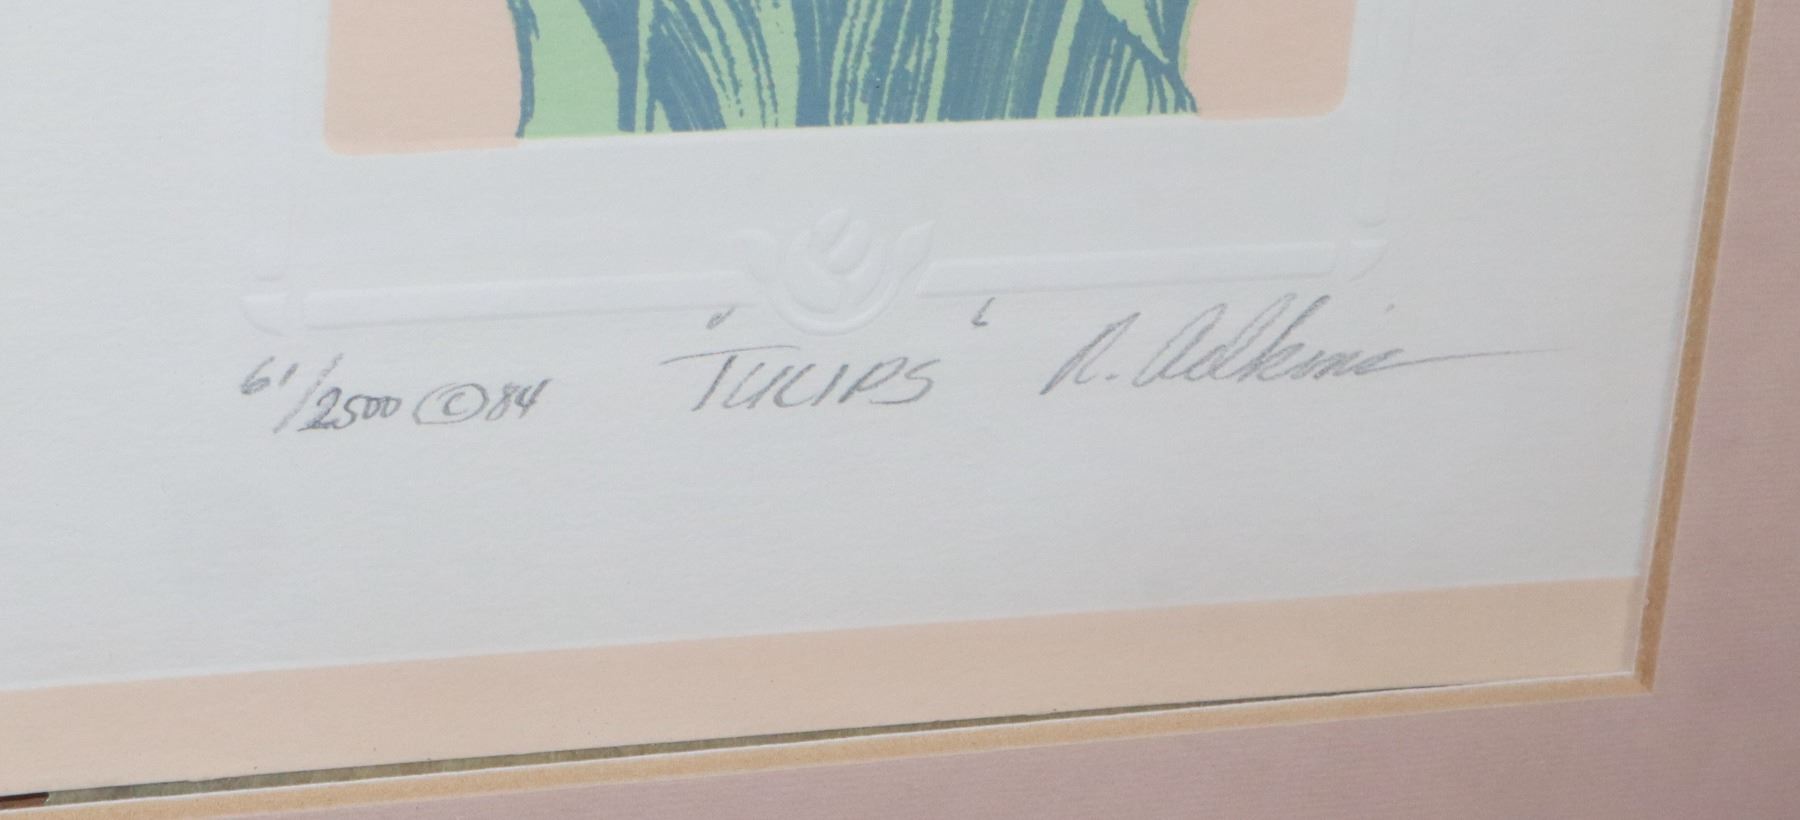 61/2500 © 84 "TULIPS" R. Adkins